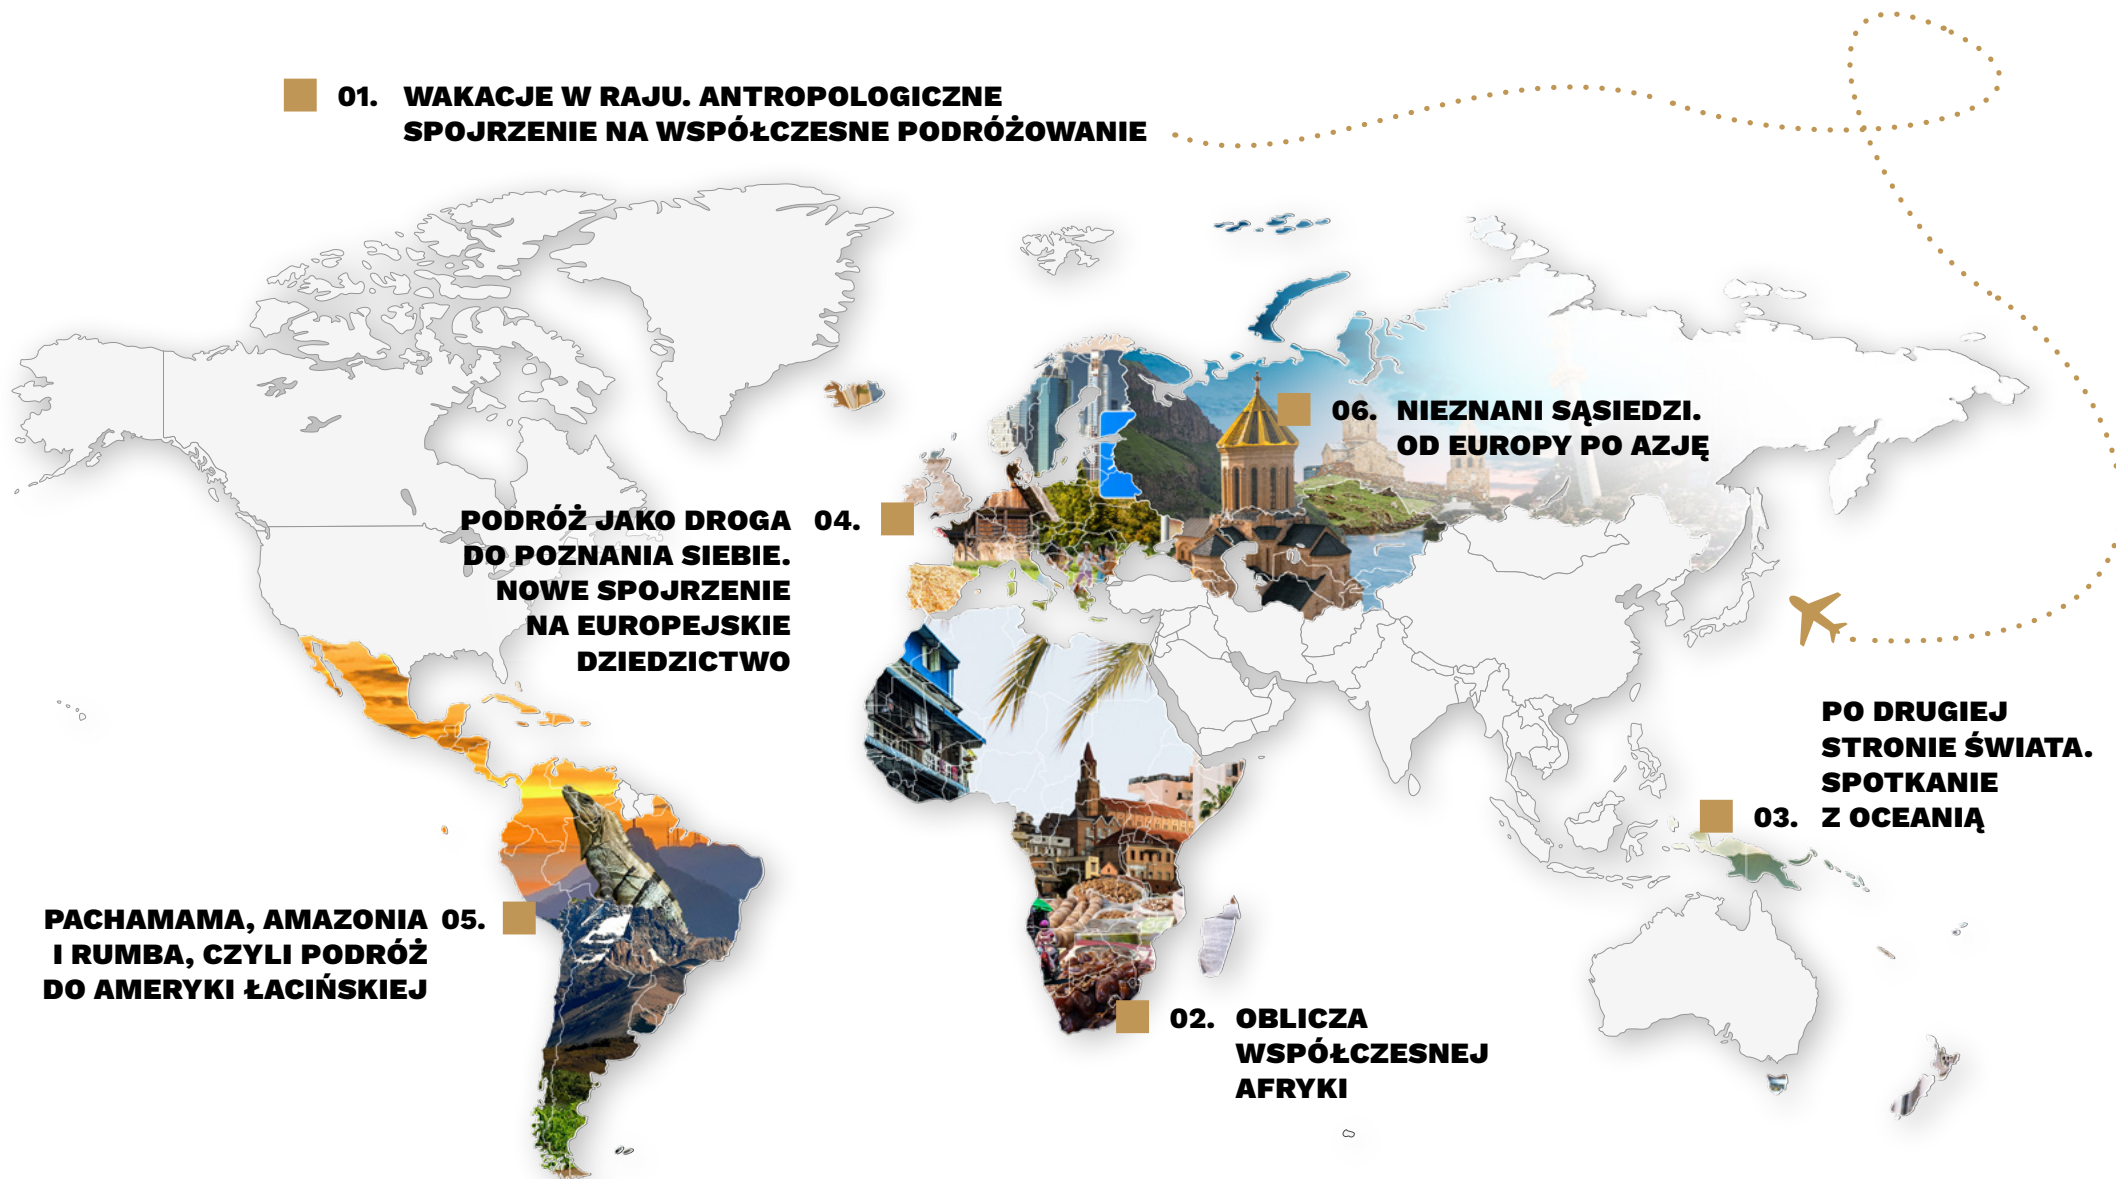 01. WAKACJE W RAJU. ANTROPOLOGICZNE
SPOJRZENIE NA WSPÓŁCZESNE PODRÓŻOWANIE
06. NIEZNANI SĄSIEDZI.
OD EUROPY PO AZJĘ
PODRÓŻ JAKO DROGA 04.
DO POZNANIA SIEBIE.
NOWE SPOJRZENIE
NA EUROPEJSKIE
DZIEDZICTWO
PO DRUGIEJ
STRONIE ŚWIATA.
SPOTKANIE
03. Z OCEANIĄ
PACHAMAMA, AMAZONIA 05.
I RUMBA, CZYLI PODRÓŻ
DO AMERYKI ŁACIŃSKIEJ
02. OBLICZA
WSPÓŁCZESNEJ
AFRYKI